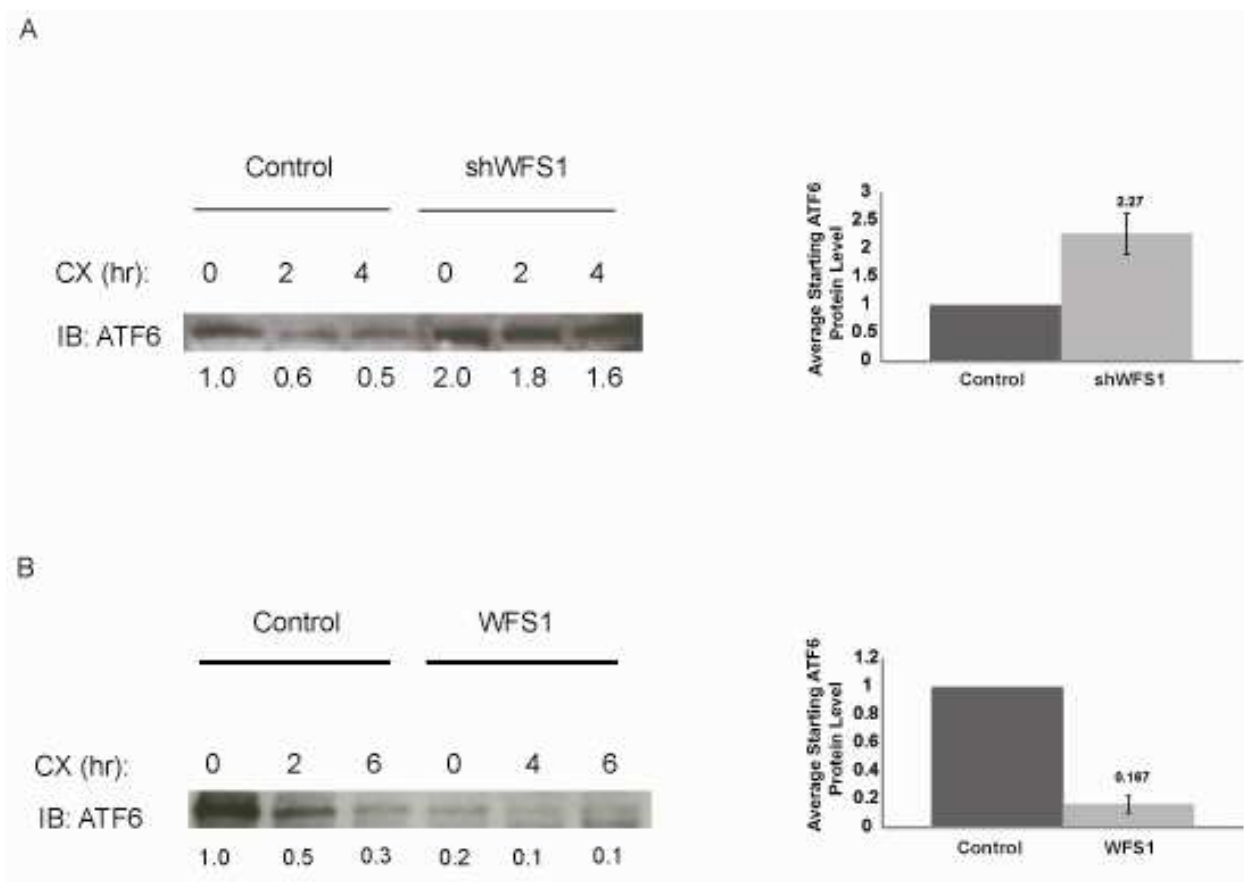 A
Control shWFS1
CX (hr): 0 2 4 0 2 4
IB: ATF6
1.0 0.6 0.5 2.0 1.8 1.6
Average Starting ATF6
Protein Level
3
2.5
2
1.5
1
0.5
0
2.27
Control shWFS1
B
Control WFS1
CX (hr): 0 2 6 0 4 6
IB: ATF6
1.0 0.5 0.3 0.2 0.1 0.1
Average Starting ATF6
Protein Level
1.2
1
0.8
0.6
0.4
0.2
0
0.167
Control WFS1